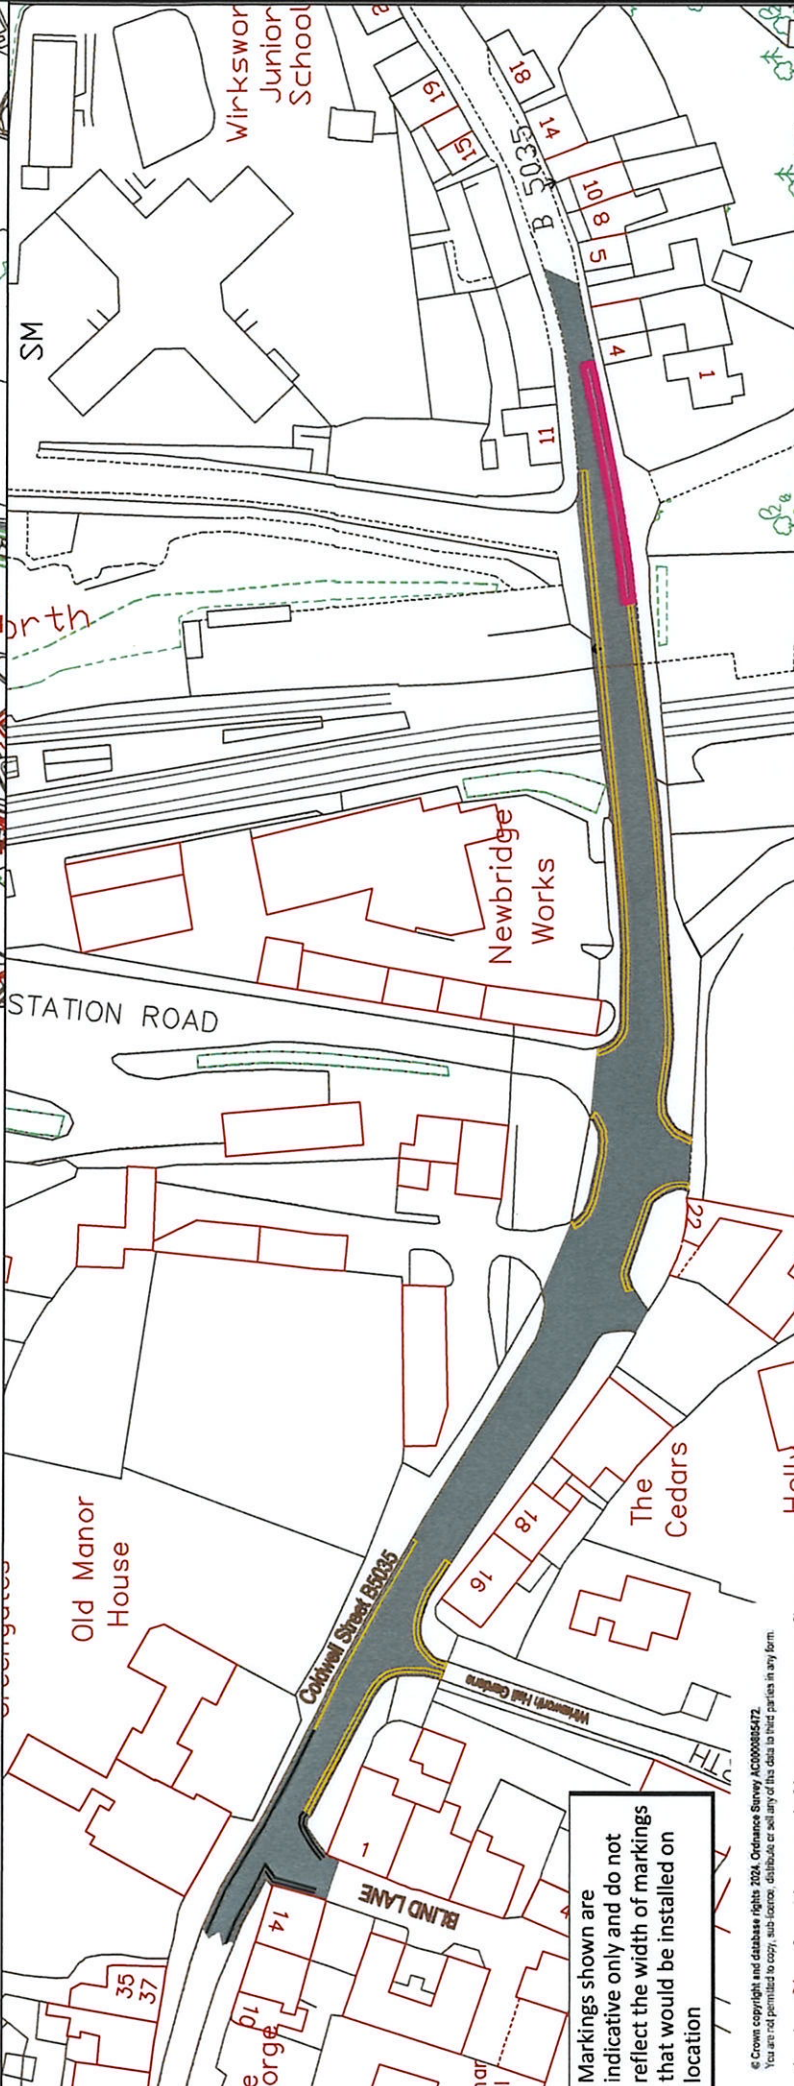 Wirkswor
Junior
School
19
15
18
14
B 5035
10
8
5
4
1
SM
11
orth
Newbridge
Works
STATION ROAD
22
The
Cedars
18
16
Old Manor
House
Coldwell Street B5035
Wirksworth Hall Gardens
1
BLIND LANE
14
10
4
35
37
orge
Markings shown are
indicative only and do not
reflect the width of markings
that would be installed on
location
© Crown copyright and database rights 2024. Ordnance Survey AC0000805472.
You are not permitted to copy, sub-licence, distribute or sell any of this data to third parties in any form.